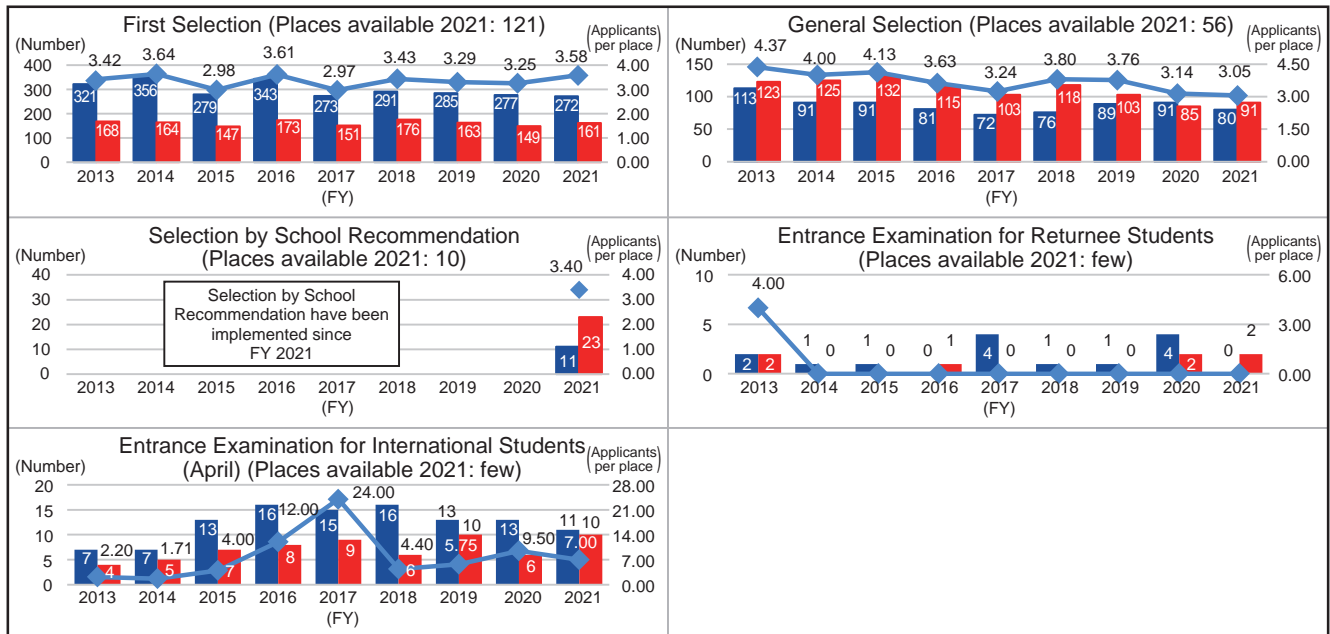 First Selection (Places available 2021: 121)
(Number)
(Applicants per place)
3.42 3.64 2.98 3.61 2.97 3.43 3.29 3.25 3.58
400 4.00
300 3.00
200 2.00
100 1.00
0 0.00
321 168 356 164 279 147 343 173 273 151 291 176 285 163 277 149 272 161
2013 2014 2015 2016 2017 2018 2019 2020 2021
(FY)
General Selection (Places available 2021: 56)
(Number)
(Applicants per place)
4.37 4.00 4.13 3.63 3.24 3.80 3.76 3.14 3.05
150 4.50
100 3.00
50 1.50
0 0.00
113 123 91 125 91 132 81 115 72 103 76 118 89 103 91 85 80 91
2013 2014 2015 2016 2017 2018 2019 2020 2021
(FY)
Selection by School Recommendation
(Places available 2021: 10)
(Number)
(Applicants per place)
3.40
40 4.00
30 3.00
20 2.00
10 1.00
0 0.00
Selection by School
Recommendation have been
implemented since
FY 2021
11 23
2013 2014 2015 2016 2017 2018 2019 2020 2021
(FY)
Entrance Examination for Returnee Students
(Places available 2021: few)
(Number)
(Applicants per place)
4.00
10 6.00
5 3.00
0 0.00
2 2 1 0 1 0 0 1 4 0 1 0 1 0 4 2 0 2
2013 2014 2015 2016 2017 2018 2019 2020 2021
(FY)
Entrance Examination for International Students
(April) (Places available 2021: few)
(Number)
(Applicants per place)
2.20 1.71 4.00 12.00 24.00 4.40 5.75 9.50 7.00
20 28.00
15 21.00
10 14.00
5 7.00
0 0.00
7 4 7 5 13 7 16 8 15 9 16 6 13 10 13 6 11 10
2013 2014 2015 2016 2017 2018 2019 2020 2021
(FY)